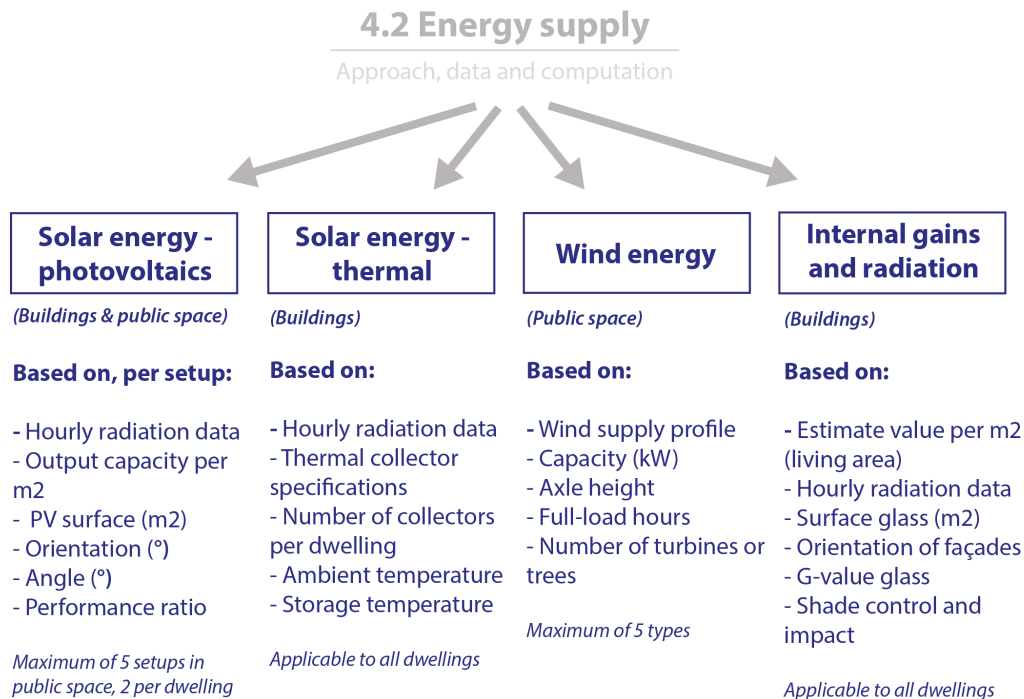 4.2 Energy supply
Approach, data and computation
Solar energy -
photovoltaics
(Buildings & public space)
Based on, per setup:
- Hourly radiation data
- Output capacity per
m2
- PV surface (m2)
- Orientation (°)
- Angle (°)
- Performance ratio
Maximum of 5 setups in
public space, 2 per dwelling
Solar energy -
thermal
(Buildings)
Based on:
- Hourly radiation data
- Thermal collector
specifications
- Number of collectors
per dwelling
- Ambient temperature
- Storage temperature
Applicable to all dwellings
Wind energy
(Public space)
Based on:
- Wind supply profile
- Capacity (kW)
- Axle height
- Full-load hours
- Number of turbines or
trees
Maximum of 5 types
Internal gains
and radiation
(Buildings)
Based on:
- Estimate value per m2
(living area)
- Hourly radiation data
- Surface glass (m2)
- Orientation of façades
- G-value glass
- Shade control and
impact
Applicable to all dwellings